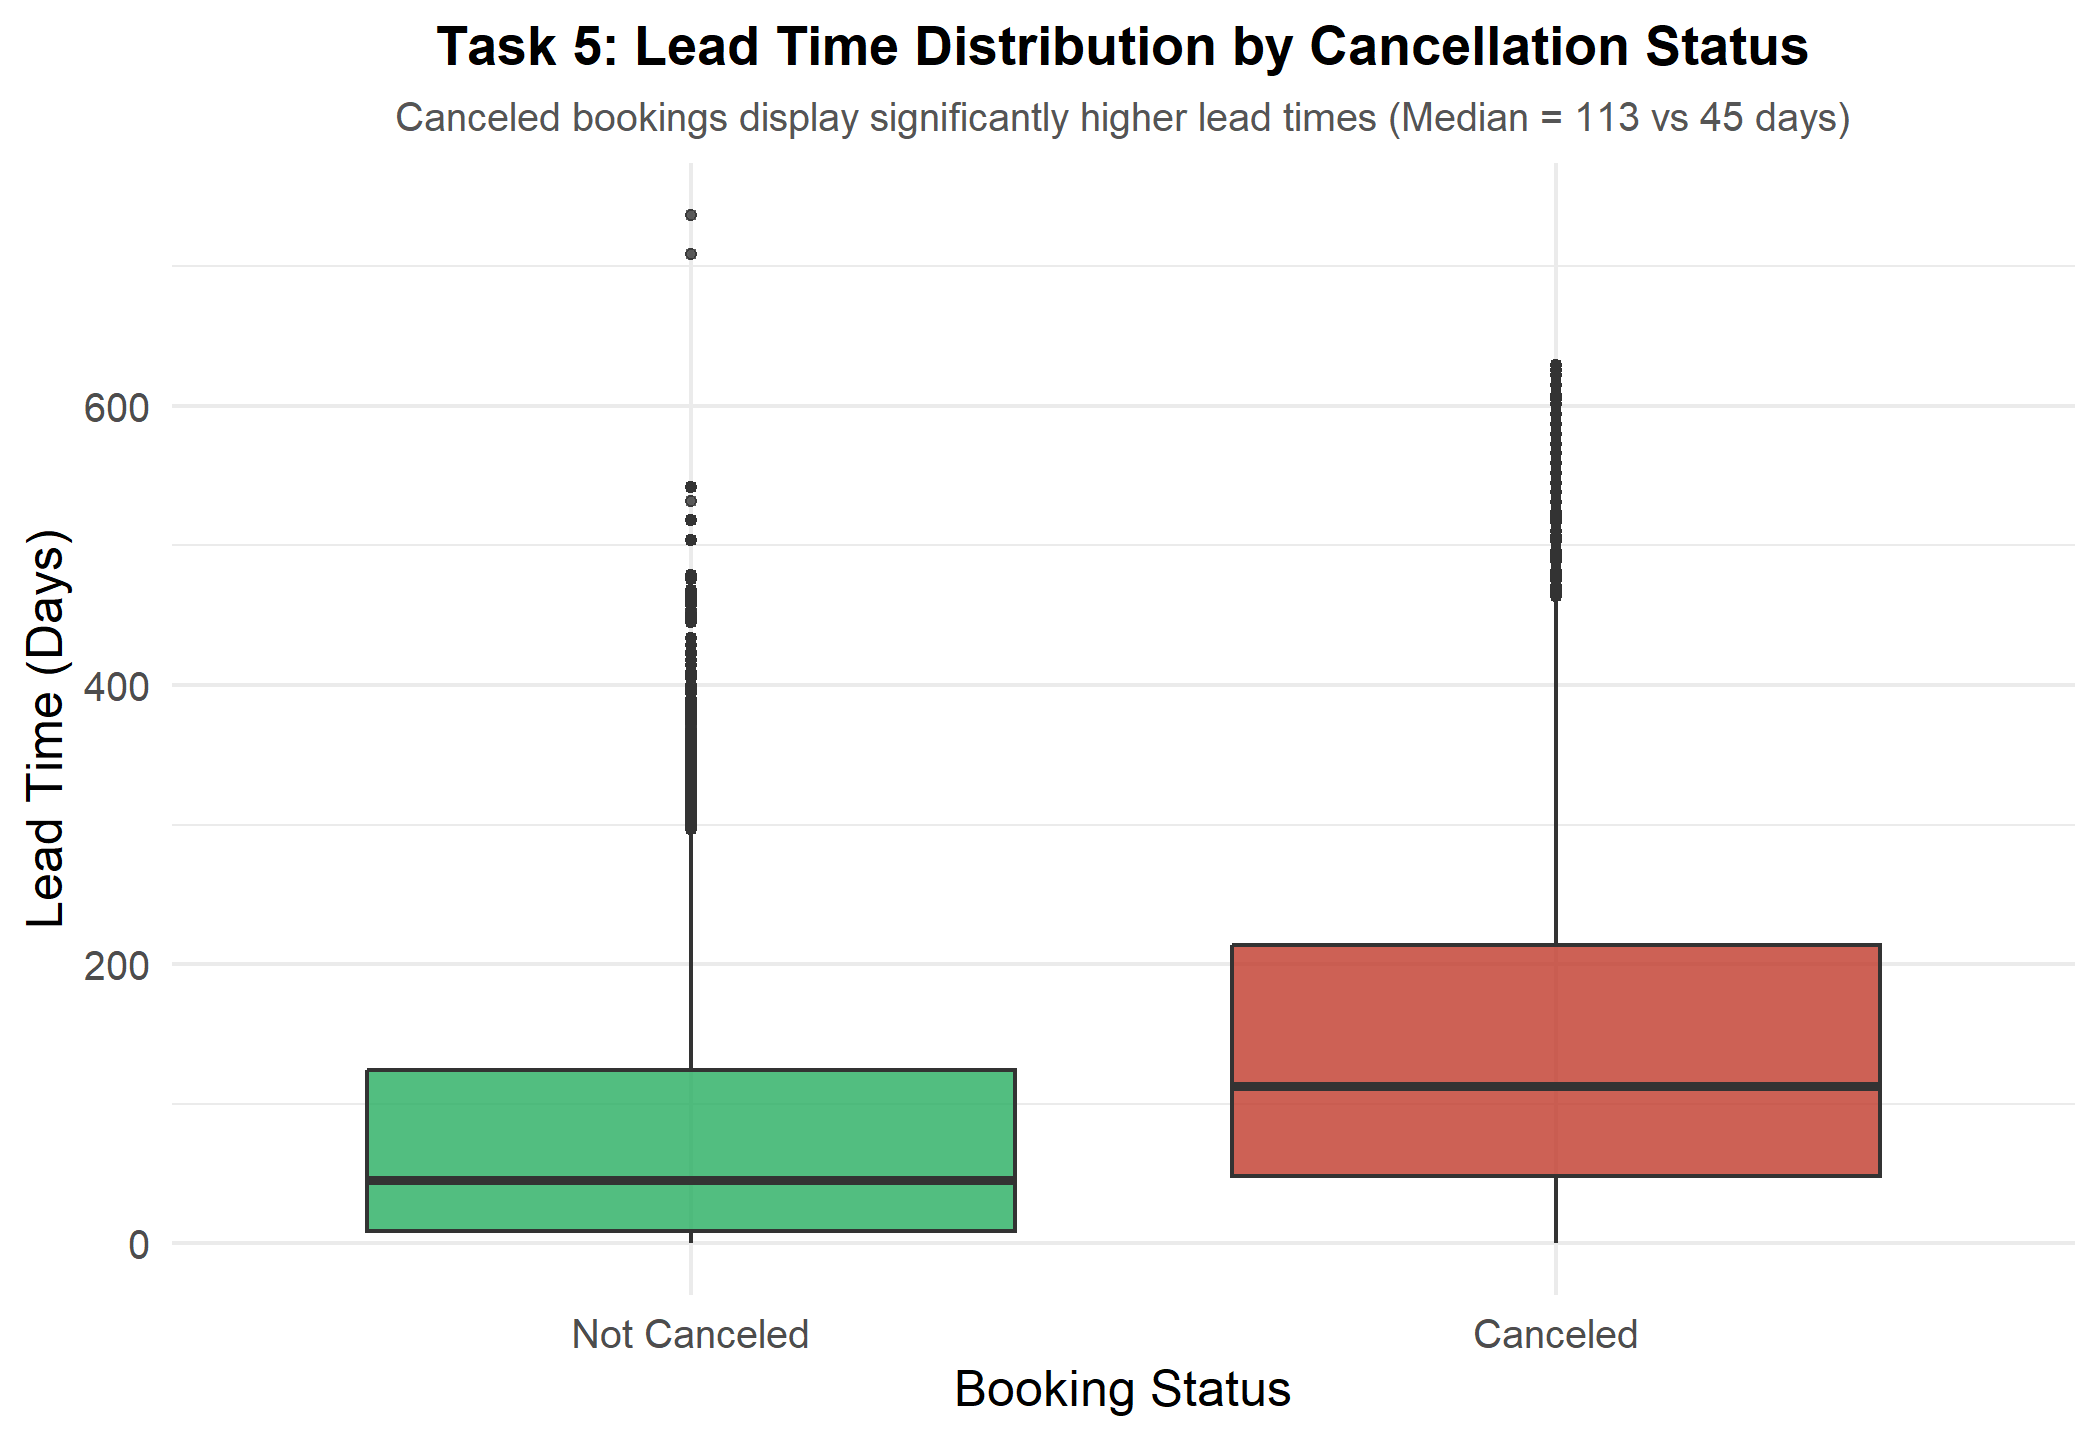 Task 5: Lead Time Distribution by Cancellation Status
Canceled bookings display significantly higher lead times (Median = 113 vs 45 days)
Lead Time (Days)
600
400
200
0
Not Canceled
Canceled
Booking Status